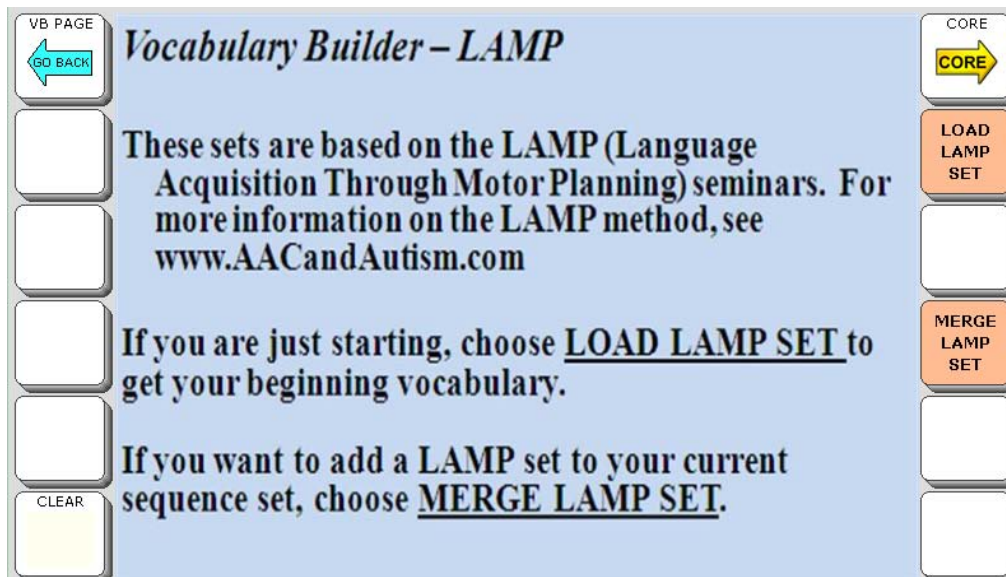 VB PAGE
GO BACK
CLEAR
Vocabulary Builder – LAMP
These sets are based on the LAMP (Language
Acquisition Through Motor Planning) seminars. For
more information on the LAMP method, see
www.AACandAutism.com
If you are just starting, choose LOAD LAMP SET to
get your beginning vocabulary.
If you want to add a LAMP set to your current
sequence set, choose MERGE LAMP SET.
CORE
CORE
LOAD
LAMP
SET
MERGE
LAMP
SET